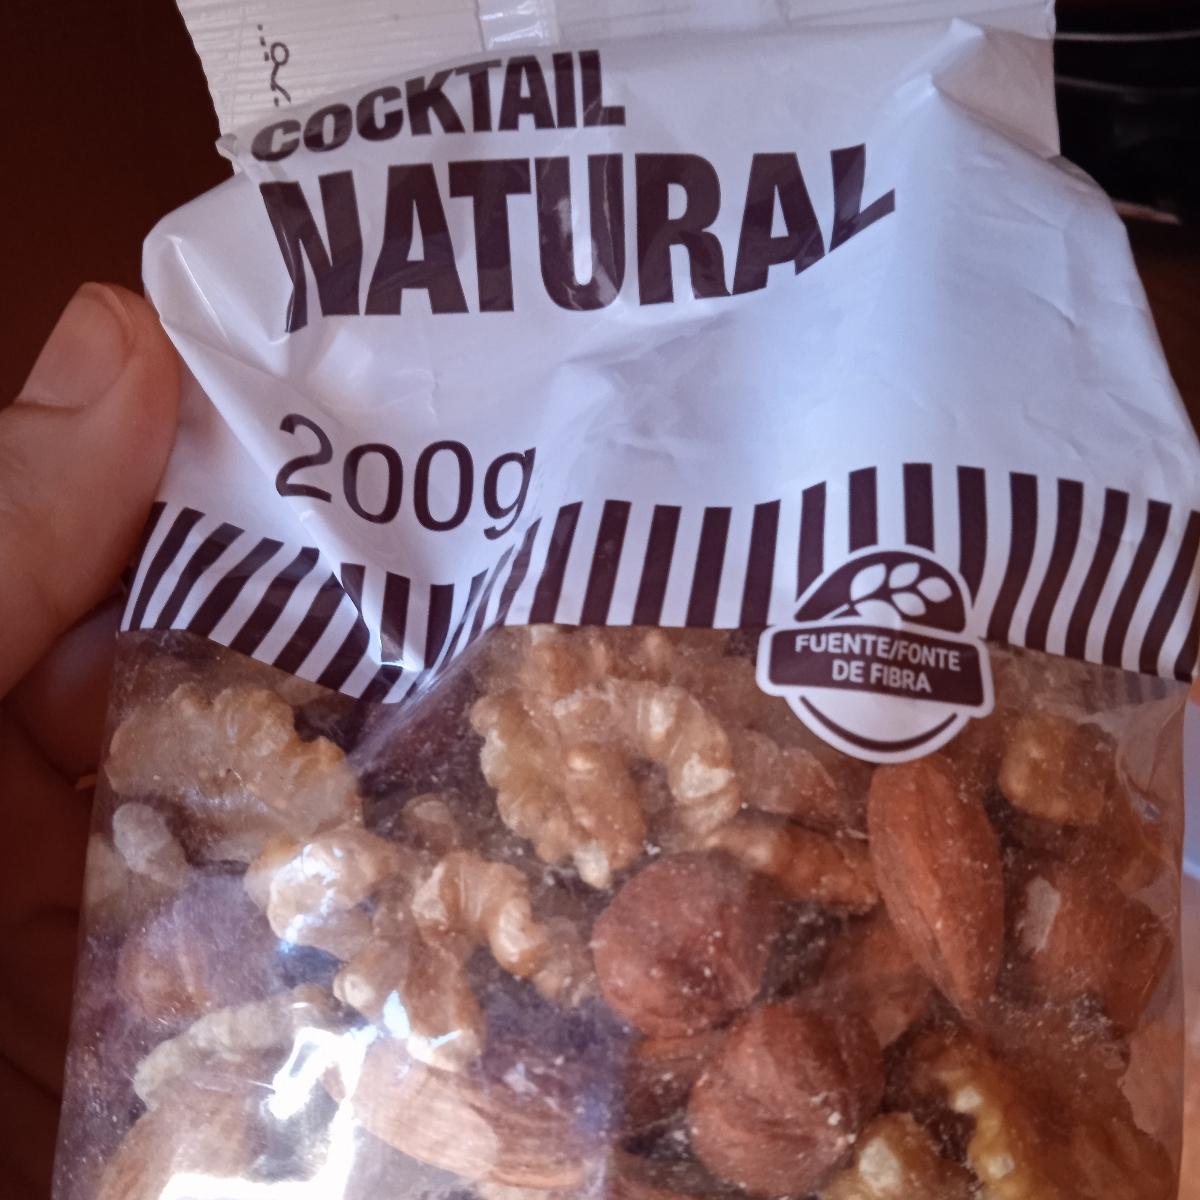 COCKTAIL
NATURAL
200g
FUENTE/FONTE
DE FIBRA